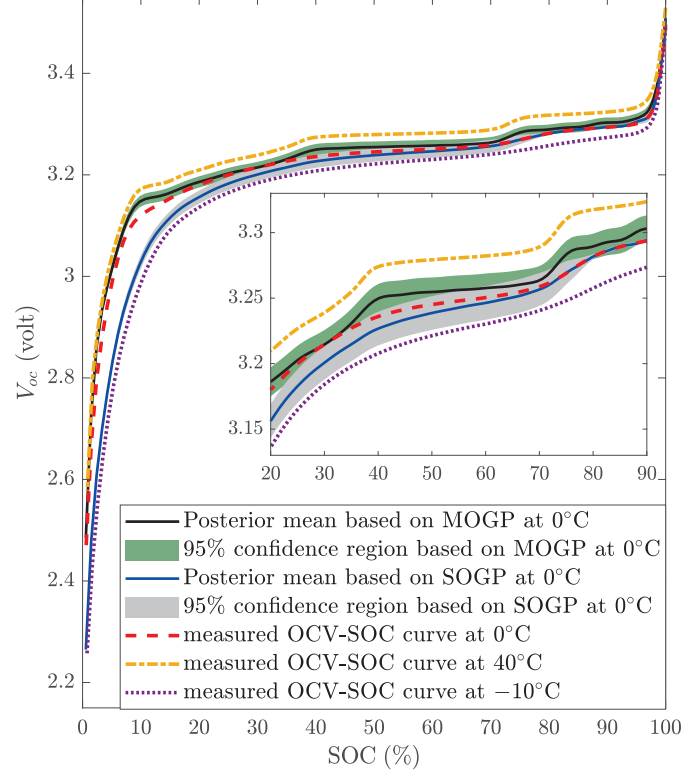 3.4
3.2
3
2.8
2.6
2.4
2.2
V_oc (volt)
3.3
3.25
3.2
3.15
20 30 40 50 60 70 80 90
Posterior mean based on MOGP at 0°C
95% confidence region based on MOGP at 0°C
Posterior mean based on SOGP at 0°C
95% confidence region based on SOGP at 0°C
measured OCV-SOC curve at 0°C
measured OCV-SOC curve at 40°C
measured OCV-SOC curve at −10°C
0 10 20 30 40 50 60 70 80 90 100
SOC (%)